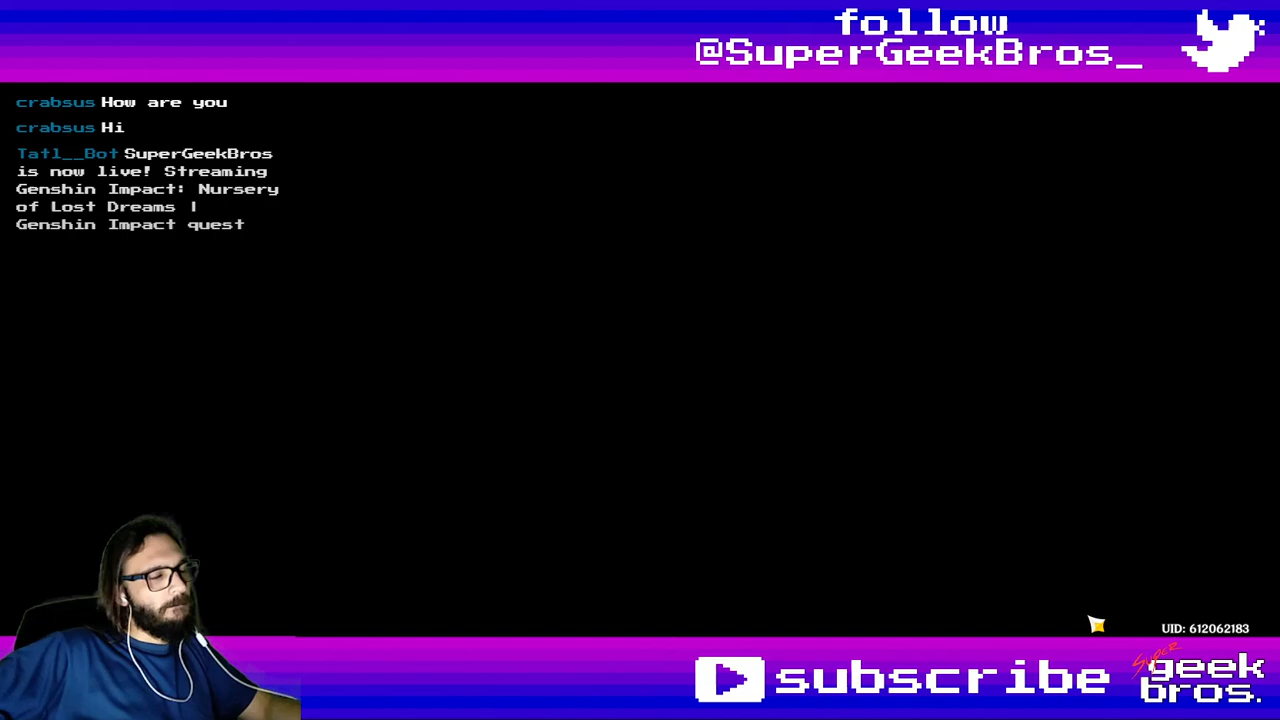 follow
@SuperGeekBros_
crabsus How are you
crabsus Hi
Tatl__Bot SuperGeekBros
is now live! Streaming
Genshin Impact: Nursery
of Lost Dreams |
Genshin Impact quest
UID: 612062183
subscribe
super
geek
bros.